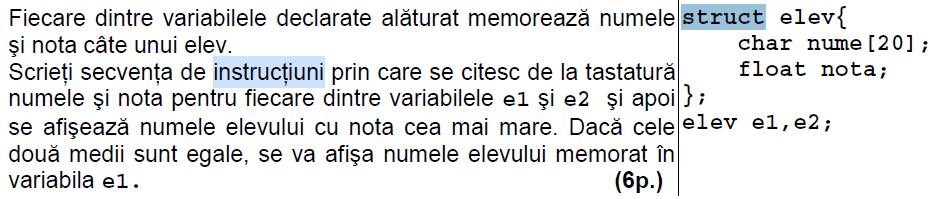 Fiecare dintre variabilele declarate alăturat memorează numele
şi nota câte unui elev.
Scrieți secvența de instrucțiuni prin care se citesc de la tastatură
numele şi nota pentru fiecare dintre variabilele e1 şi e2 şi apoi
se afişează numele elevului cu nota cea mai mare. Dacă cele
două medii sunt egale, se va afişa numele elevului memorat în
variabila e1. (6p.)
struct elev{
char nume[20];
float nota;
};
elev e1,e2;